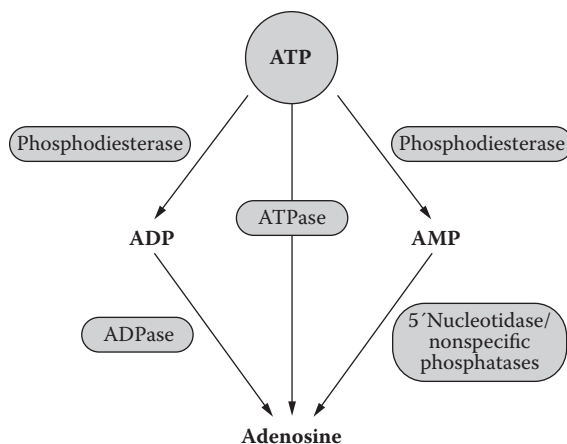 ATP
Phosphodiesterase
Phosphodiesterase
ATPase
ADP
AMP
ADPase
5´Nucleotidase/
nonspecific
phosphatases
Adenosine